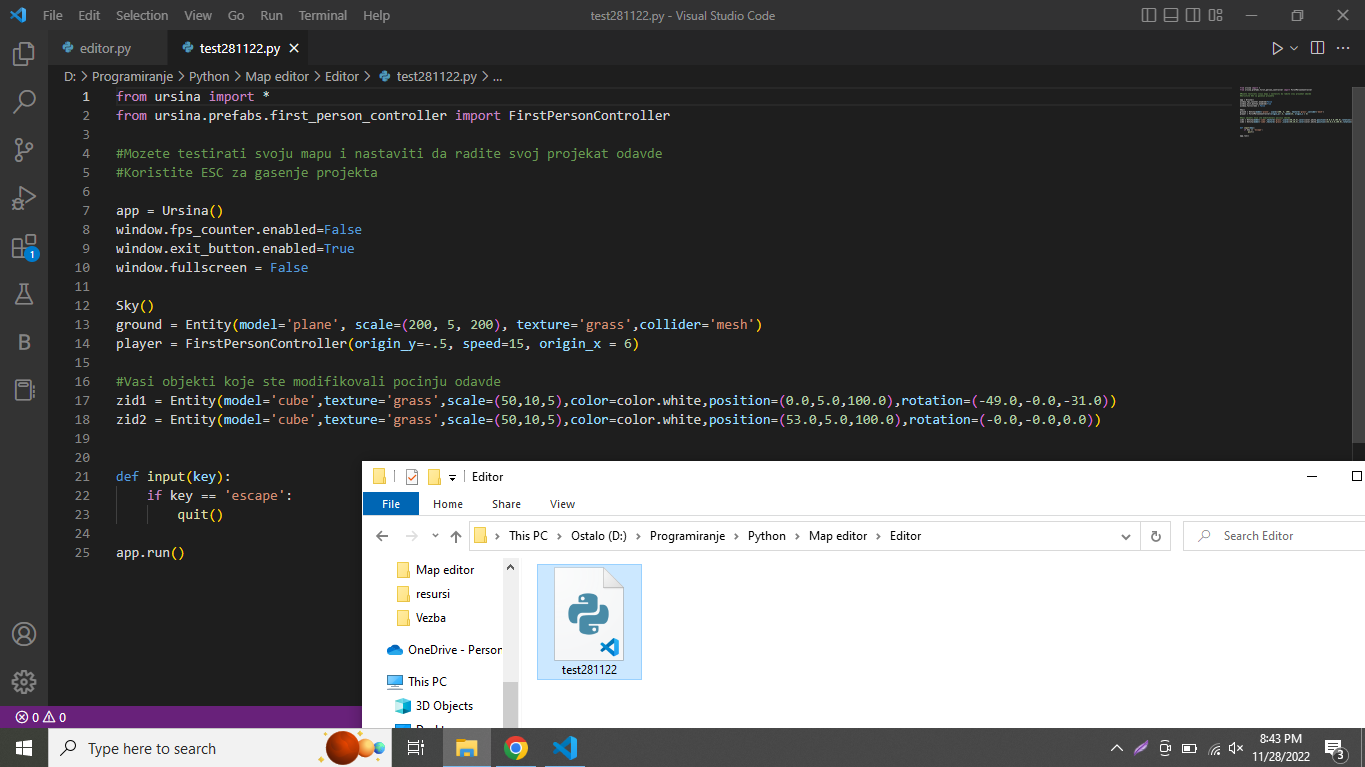 File Edit Selection View Go Run Terminal Help
test281122.py - Visual Studio Code
editor.py
test281122.py
D: > Programiranje > Python > Map editor > Editor > test281122.py > ...
1 from ursina import *
2 from ursina.prefabs.first_person_controller import FirstPersonController
3
4 #Mozete testirati svoju mapu i nastaviti da radite svoj projekat odavde
5 #Koristite ESC za gasenje projekta
6
7 app = Ursina()
8 window.fps_counter.enabled=False
9 window.exit_button.enabled=True
10 window.fullscreen = False
11
12 Sky()
13 ground = Entity(model='plane', scale=(200, 5, 200), texture='grass',collider='mesh')
14 player = FirstPersonController(origin_y=-.5, speed=15, origin_x = 6)
15
16 #Vasi objekti koje ste modifikovali pocinju odavde
17 zid1 = Entity(model='cube',texture='grass',scale=(50,10,5),color=color.white,position=(0.0,5.0,100.0),rotation=(-49.0,-0.0,-31.0))
18 zid2 = Entity(model='cube',texture='grass',scale=(50,10,5),color=color.white,position=(53.0,5.0,100.0),rotation=(-0.0,-0.0,0.0))
19
20
21 def input(key):
22 if key == 'escape':
23 quit()
24
25 app.run()
1
B
0 0
Editor
File Home Share View
This PC > Ostalo (D:) > Programiranje > Python > Map editor > Editor
Search Editor
Map editor
resursi
Vezba
OneDrive - Person
This PC
3D Objects
test281122
Type here to search
8:43 PM
11/28/2022
3